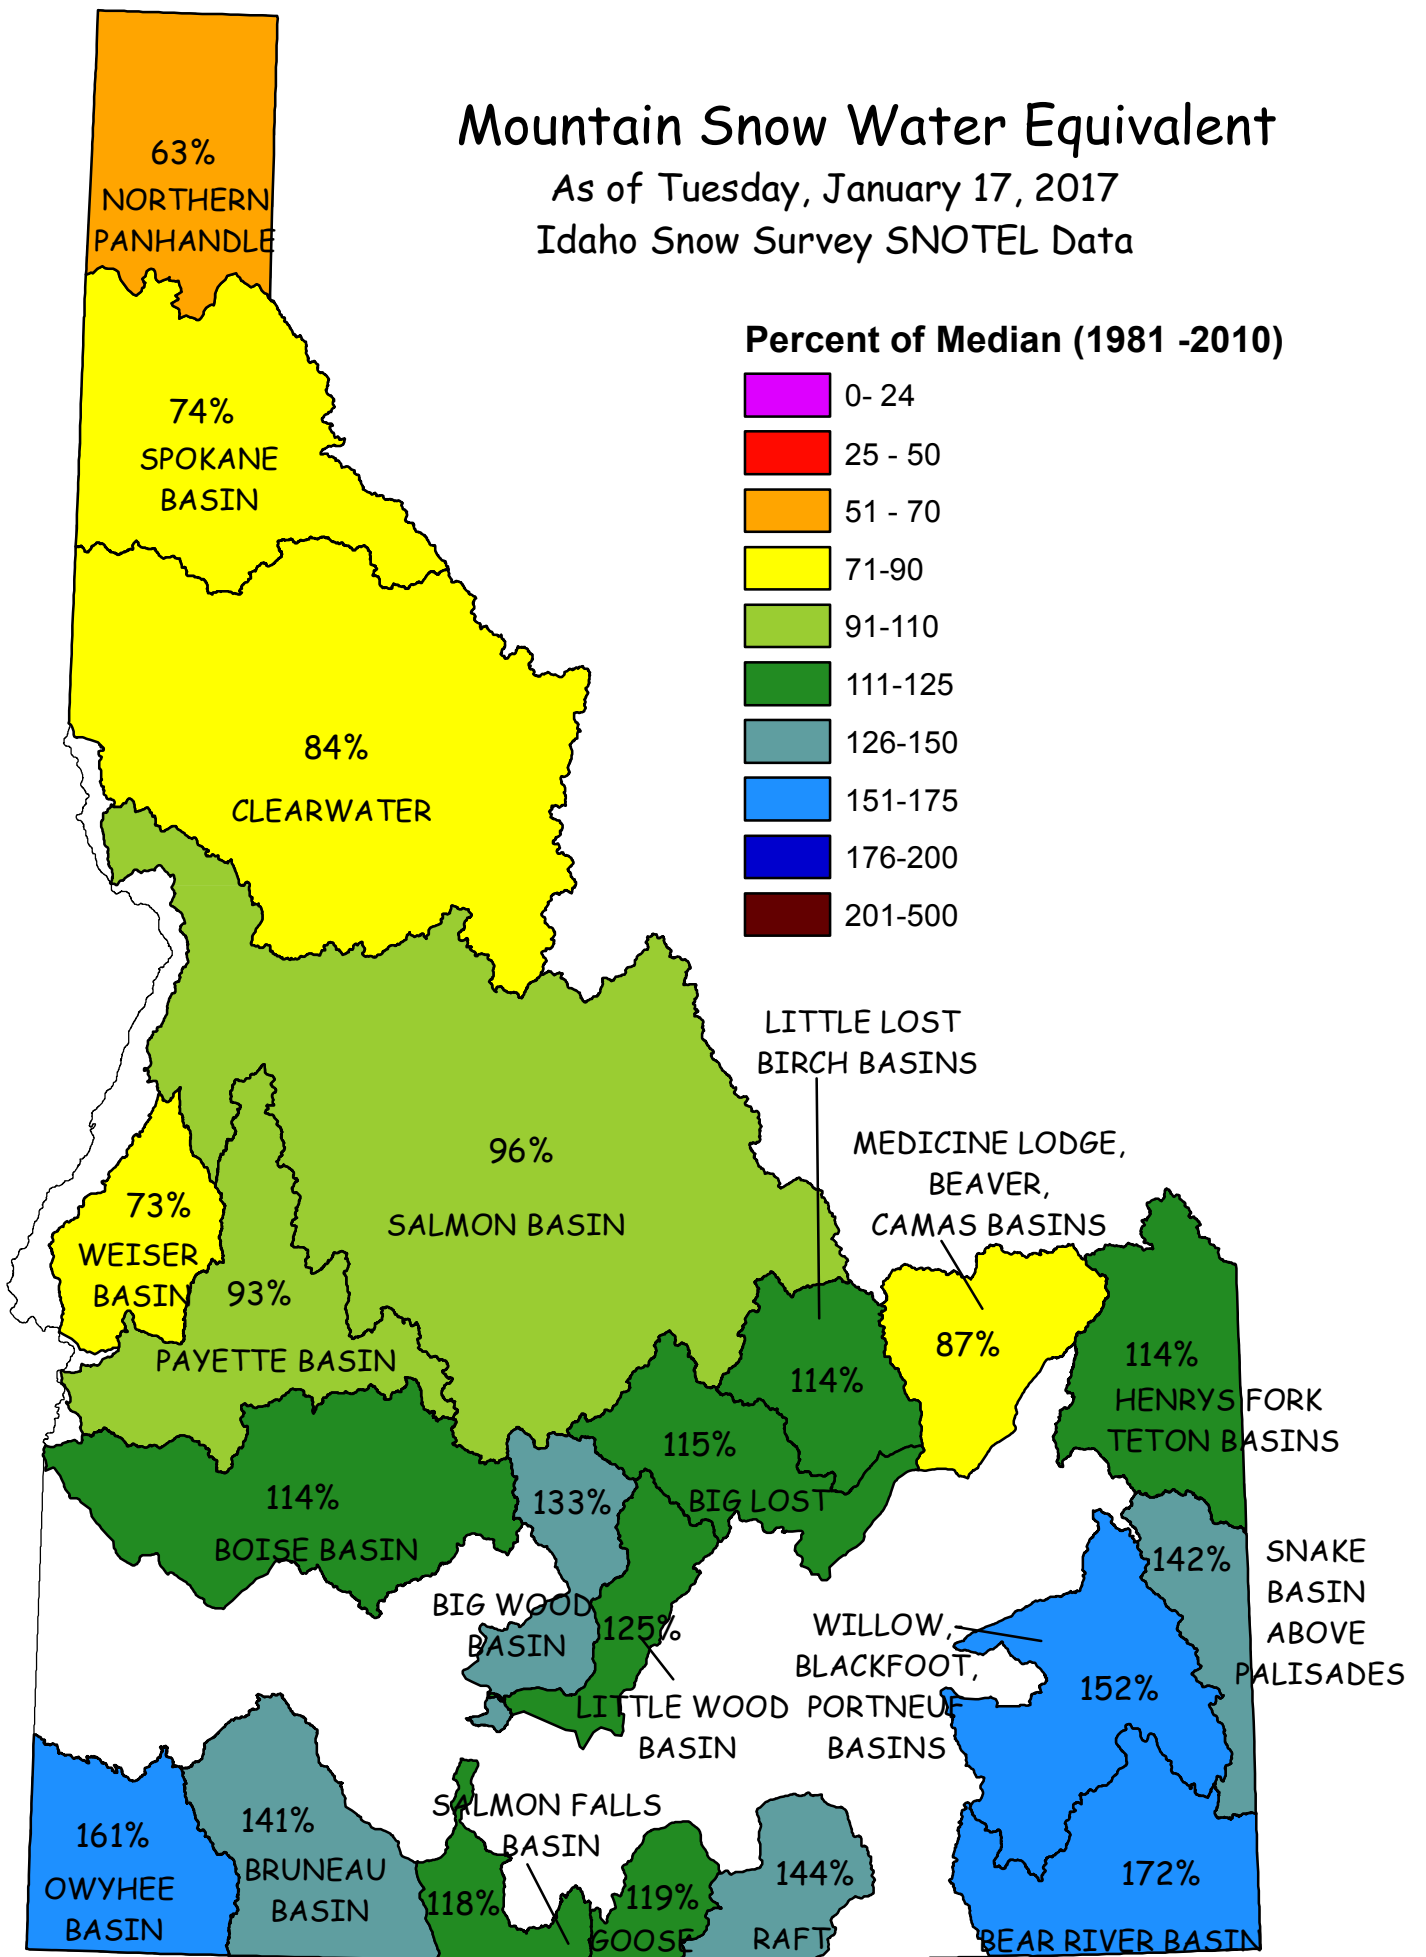 Mountain Snow Water Equivalent
As of Tuesday, January 17, 2017
Idaho Snow Survey SNOTEL Data
Percent of Median (1981 -2010)
0- 24
25 - 50
51 - 70
71-90
91-110
111-125
126-150
151-175
176-200
201-500
63%
NORTHERN
PANHANDLE
74%
SPOKANE
BASIN
84%
CLEARWATER
96%
SALMON BASIN
LITTLE LOST
BIRCH BASINS
114%
MEDICINE LODGE,
BEAVER,
CAMAS BASINS
87%
73%
WEISER
BASIN
93%
PAYETTE BASIN
114%
HENRYS FORK
TETON BASINS
115%
BIG LOST
114%
BOISE BASIN
133%
BIG WOOD
BASIN
125%
LITTLE WOOD
BASIN
142%
SNAKE
BASIN
ABOVE
PALISADES
WILLOW,
BLACKFOOT,
PORTNEUF
BASINS
152%
161%
OWYHEE
BASIN
141%
BRUNEAU
BASIN
SALMON FALLS
BASIN
118%
119%
GOOSE
144%
RAFT
172%
BEAR RIVER BASIN